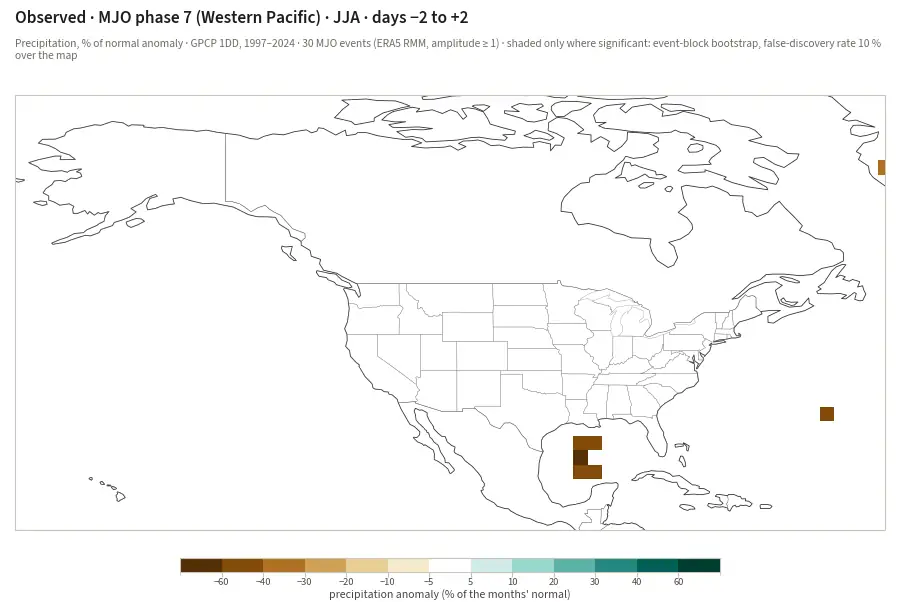 Observed · MJO phase 7 (Western Pacific) · JJA · days −2 to +2
Precipitation, % of normal anomaly · GPCP 1DD, 1997–2024 · 30 MJO events (ERA5 RMM, amplitude ≥ 1) · shaded only where significant: event-block bootstrap, false-discovery rate 10 %
over the map
−60 −40 −30 −20 −10 −5 5 10 20 30 40 60
precipitation anomaly (% of the months' normal)